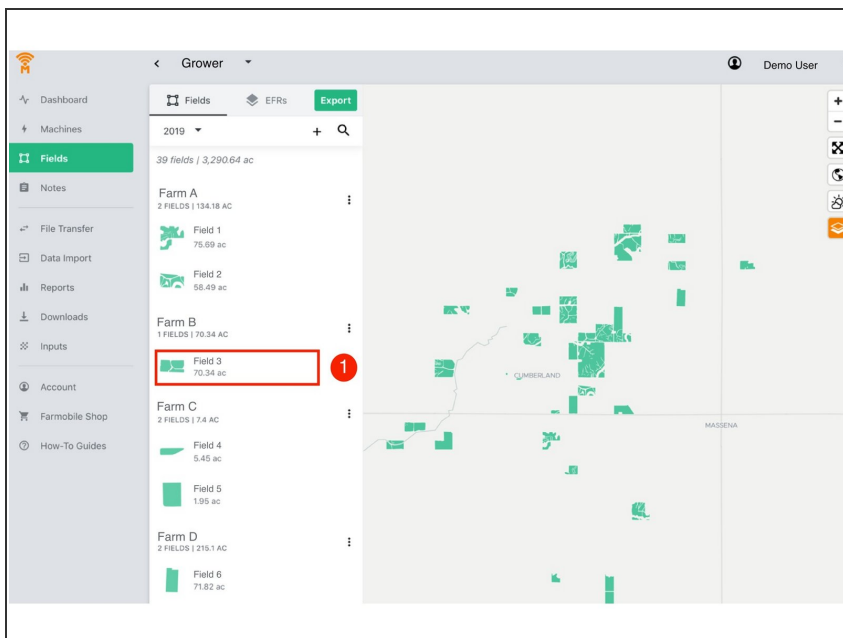 Grower
Demo User
Dashboard
Machines
Fields
Notes
File Transfer
Data Import
Reports
Downloads
Inputs
Account
Farmobile Shop
How-To Guides
Fields
EFRs
Export
2019
39 fields | 3,290.64 ac
Farm A
2 FIELDS | 134.18 AC
Field 1
75.69 ac
Field 2
58.49 ac
Farm B
1 FIELDS | 70.34 AC
Field 3
70.34 ac
1
Farm C
2 FIELDS | 7.4 AC
Field 4
5.45 ac
Field 5
1.95 ac
Farm D
2 FIELDS | 215.1 AC
Field 6
71.82 ac
CUMBERLAND
MASSENA